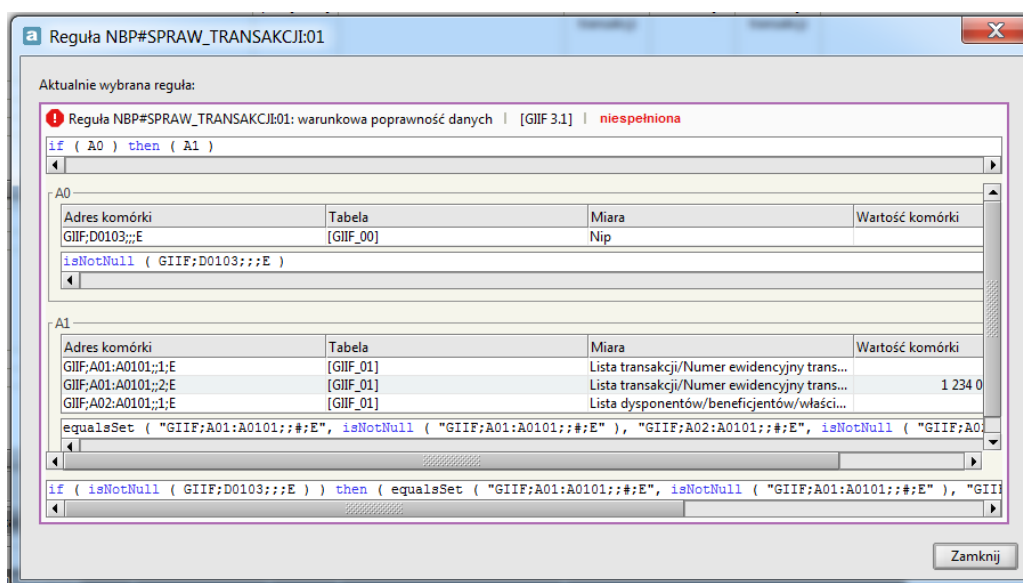 a Reguła NBP#SPRAW_TRANSAKCJI:01 X
Aktualnie wybrana reguła:
Reguła NBP#SPRAW_TRANSAKCJI:01: warunkowa poprawność danych | [GIIF 3.1] | niespełniona
if ( A0 ) then ( A1 )
A0
Adres komórki Tabela Miara Wartość komórki
GIIF;D0103;;;E [GIIF_00] Nip
isNotNull ( GIIF;D0103;;;E )
A1
Adres komórki Tabela Miara Wartość komórki
GIIF;A01:A0101;;1;E [GIIF_01] Lista transakcji/Numer ewidencyjny trans...
GIIF;A01:A0101;;2;E [GIIF_01] Lista transakcji/Numer ewidencyjny trans... 1 234 0
GIIF;A02:A0101;;1;E [GIIF_01] Lista dysponentów/beneficjentów/właści...
equalsSet ( "GIIF;A01:A0101;;#;E", isNotNull ( "GIIF;A01:A0101;;#;E" ), "GIIF;A02:A0101;;#;E", isNotNull ( "GIIF;A0
if ( isNotNull ( GIIF;D0103;;;E ) ) then ( equalsSet ( "GIIF;A01:A0101;;#;E", isNotNull ( "GIIF;A01:A0101;;#;E" ), "GII
Zamknij